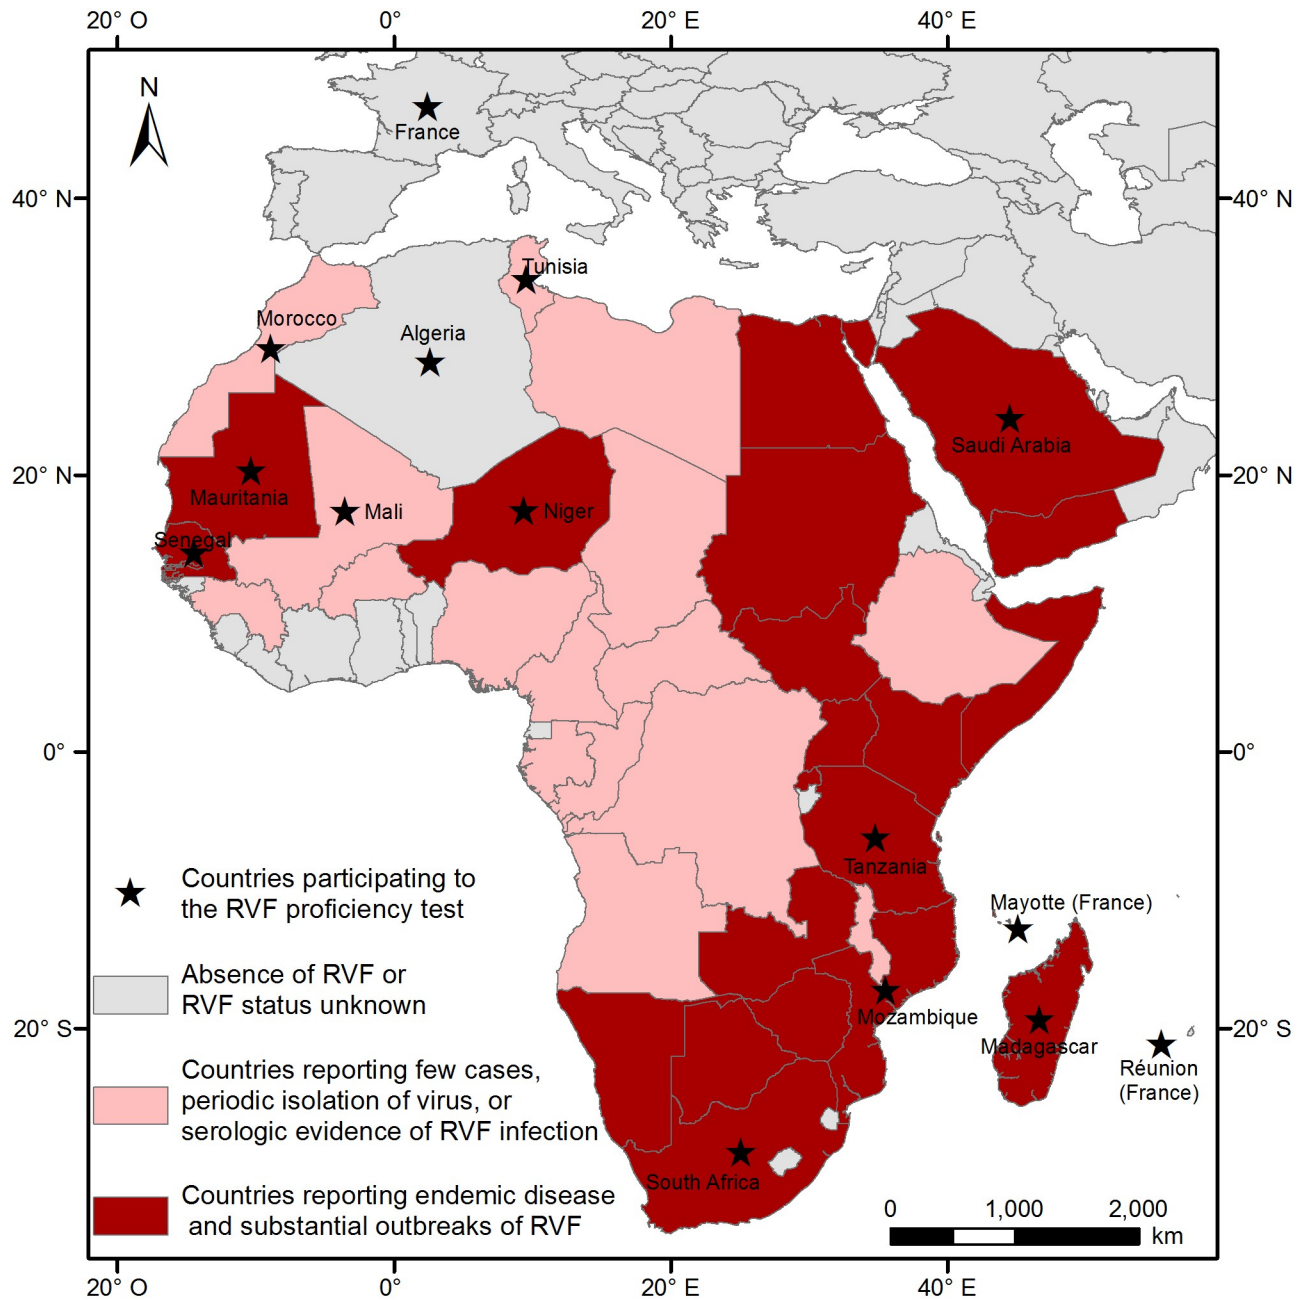 20° O 0° 20° E 40° E
N
France
40° N 40° N
Tunisia
Morocco
Algeria
Saudi Arabia
20° N 20° N
Mauritania
Mali
Niger
Senegal
0° 0°
Tanzania
Countries participating to
the RVF proficiency test
Mayotte (France)
Absence of RVF or
RVF status unknown
Mozambique
20° S 20° S
Madagascar
Réunion
(France)
Countries reporting few cases,
periodic isolation of virus, or
serologic evidence of RVF infection
South Africa
Countries reporting endemic disease
and substantial outbreaks of RVF
0 1,000 2,000
km
20° O 0° 20° E 40° E